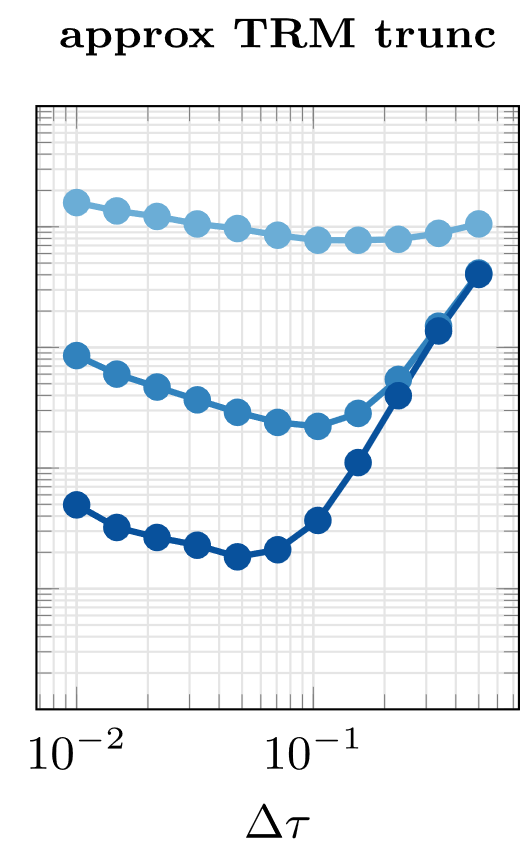 approx TRM trunc
10⁻² 10⁻¹
Δτ